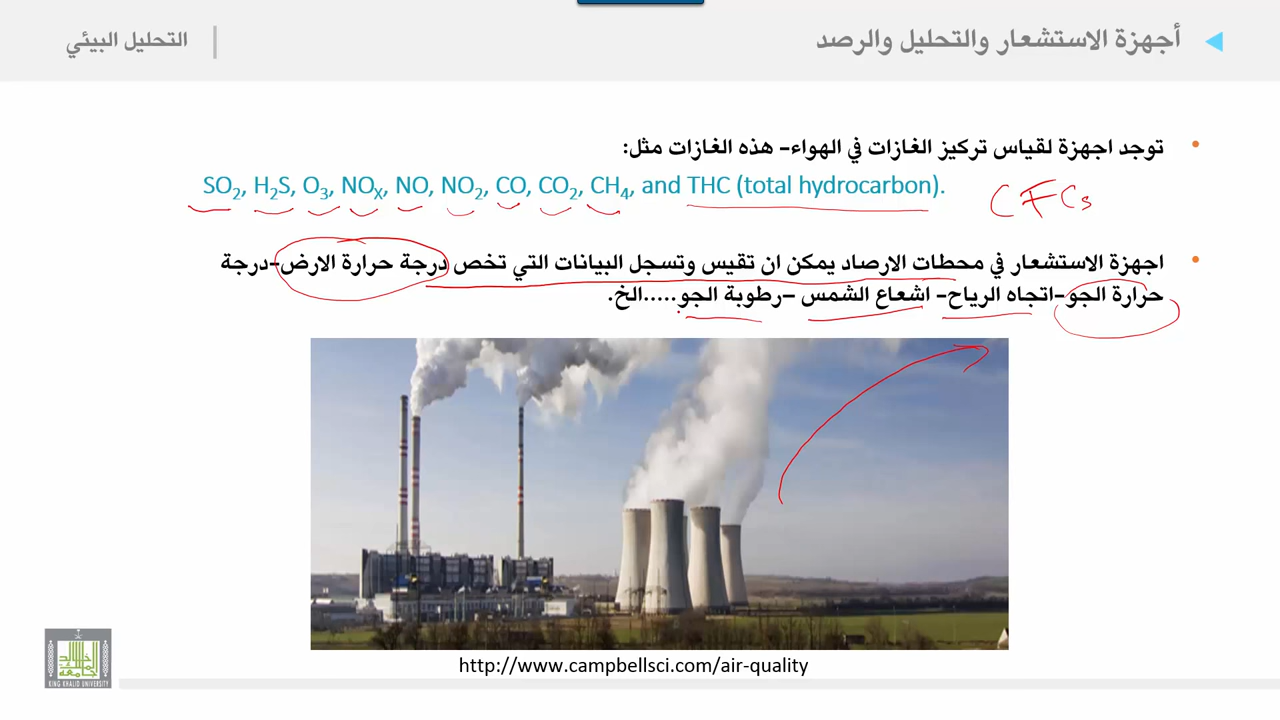 أجهزة الاستشعار والتحليل والرصد
التحليل البيئي
توجد اجهزة لقياس تركيز الغازات في الهواء- هذه الغازات مثل:
SO2, H2S, O3, NOX, NO, NO2, CO, CO2, CH4, and THC (total hydrocarbon).
CFCs
اجهزة الاستشعار في محطات الارصاد يمكن ان تقيس وتسجل البيانات التي تخص درجة حرارة الارض-درجة
حرارة الجو-اتجاه الرياح- اشعاع الشمس -رطوبة الجو.....الخ.
http://www.campbellsci.com/air-quality
KING KHALID UNIVERSITY